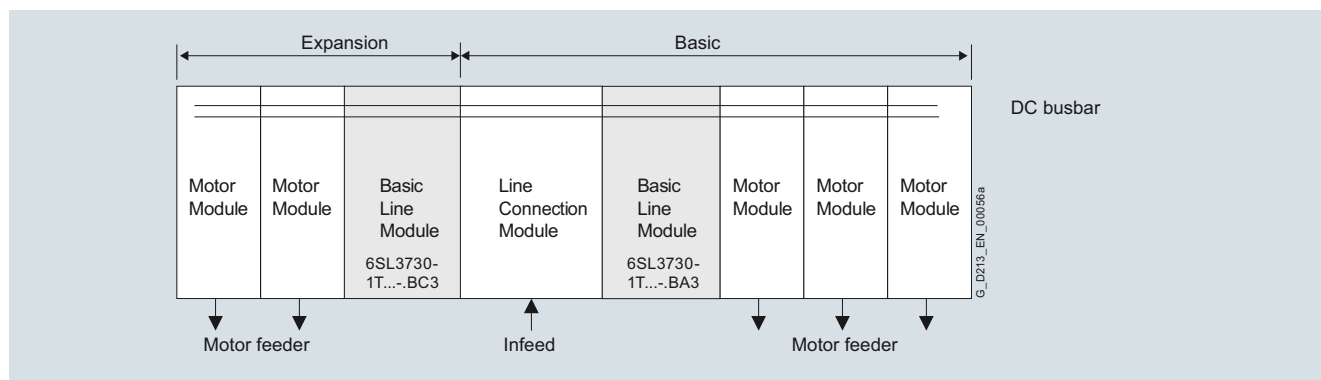 Expansion
Basic
DC busbar
Motor
Module
Motor
Module
Basic
Line
Module
6SL3730-
1T...-.BC3
Line
Connection
Module
Basic
Line
Module
6SL3730-
1T...-.BA3
Motor
Module
Motor
Module
Motor
Module
G_D213_EN_00056a
Motor feeder
Infeed
Motor feeder